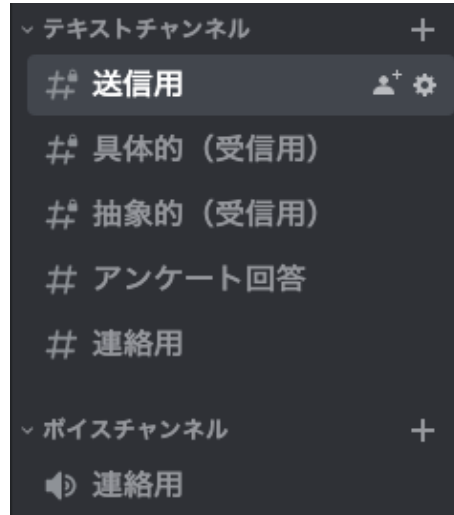 テキストチャンネル
送信用
具体的（受信用）
抽象的（受信用）
アンケート回答
連絡用
ボイスチャンネル
連絡用